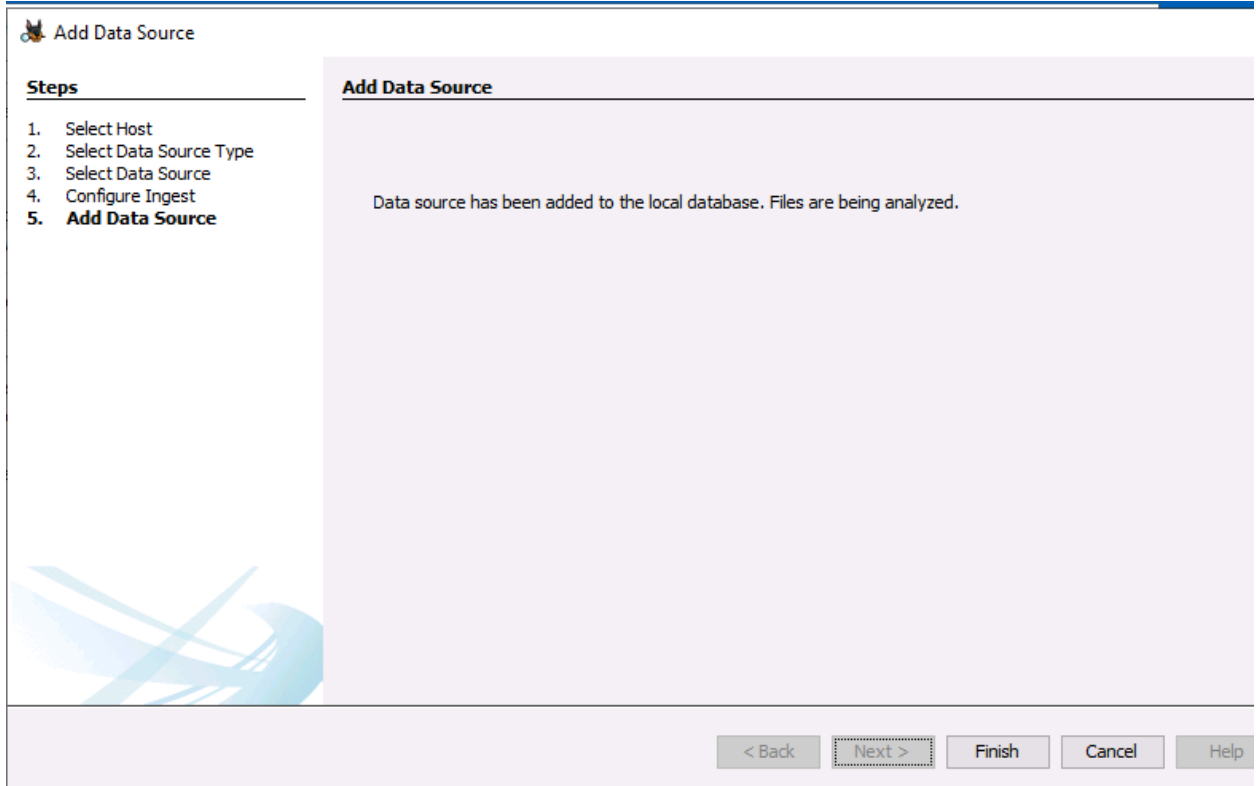 Add Data Source
Steps
1. Select Host
2. Select Data Source Type
3. Select Data Source
4. Configure Ingest
5. Add Data Source
Add Data Source
Data source has been added to the local database. Files are being analyzed.
< Back
Next >
Finish
Cancel
Help